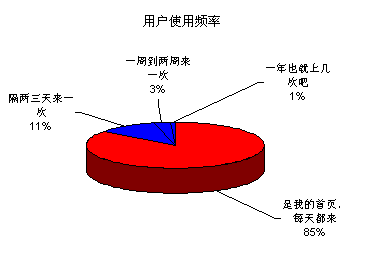 用户使用频率
一周到两周来
一次
3%
一年也就上几
次吧
1%
隔两三天来一
次
11%
是我的首页，
每天都来
85%